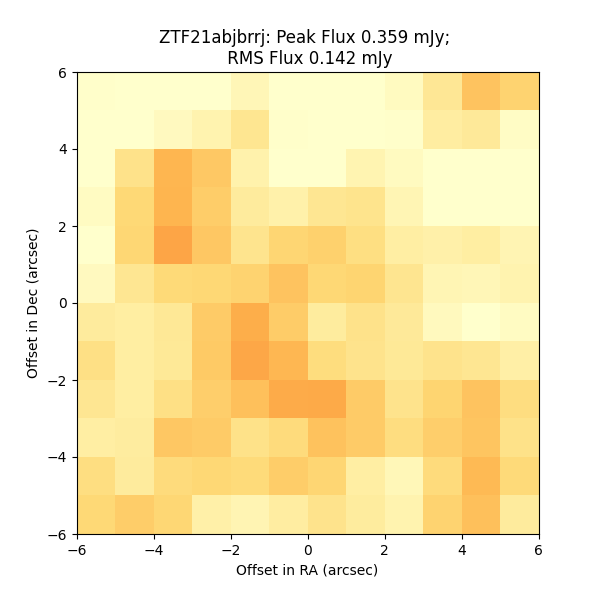 ZTF21abjbrrj: Peak Flux 0.359 mJy;
RMS Flux 0.142 mJy
6
4
2
0
−2
−4
−6
Offset in Dec (arcsec)
−6 −4 −2 0 2 4 6
Offset in RA (arcsec)